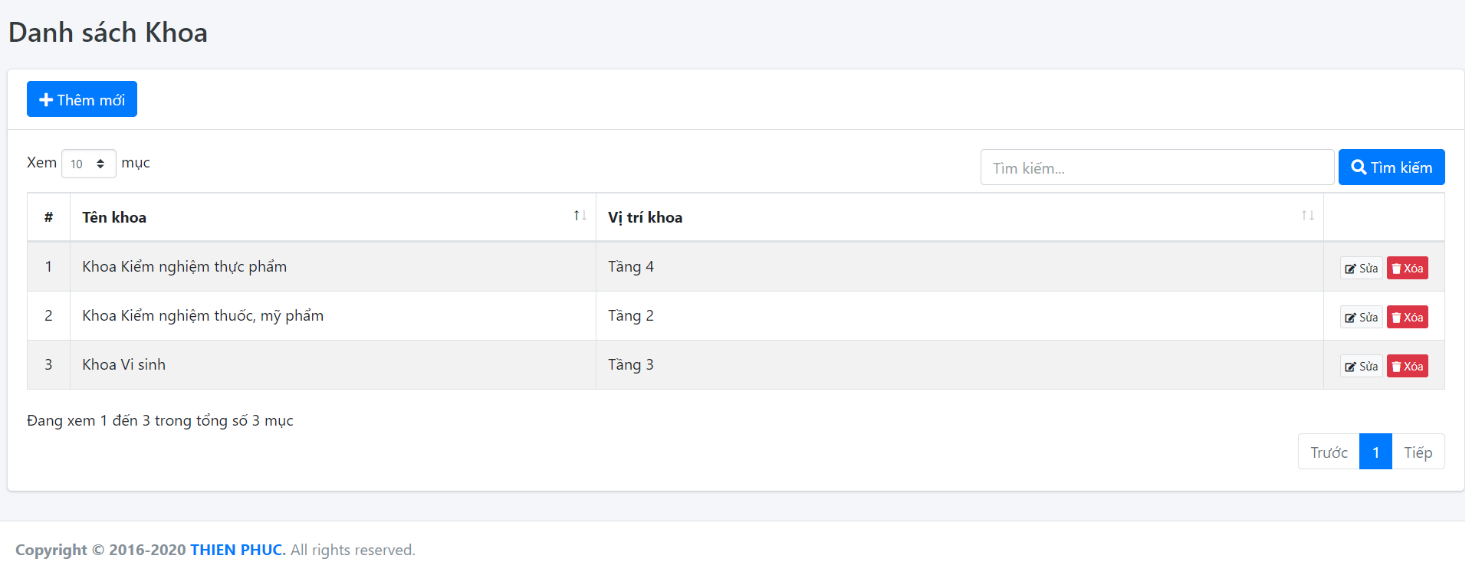 Danh sách Khoa
Thêm mới
Xem 10 mục
Tìm kiếm... Tìm kiếm
# Tên khoa Vị trí khoa
1 Khoa Kiểm nghiệm thực phẩm Tầng 4 Sửa Xóa
2 Khoa Kiểm nghiệm thuốc, mỹ phẩm Tầng 2 Sửa Xóa
3 Khoa Vi sinh Tầng 3 Sửa Xóa
Đang xem 1 đến 3 trong tổng số 3 mục
Trước 1 Tiếp
Copyright © 2016-2020 THIEN PHUC. All rights reserved.